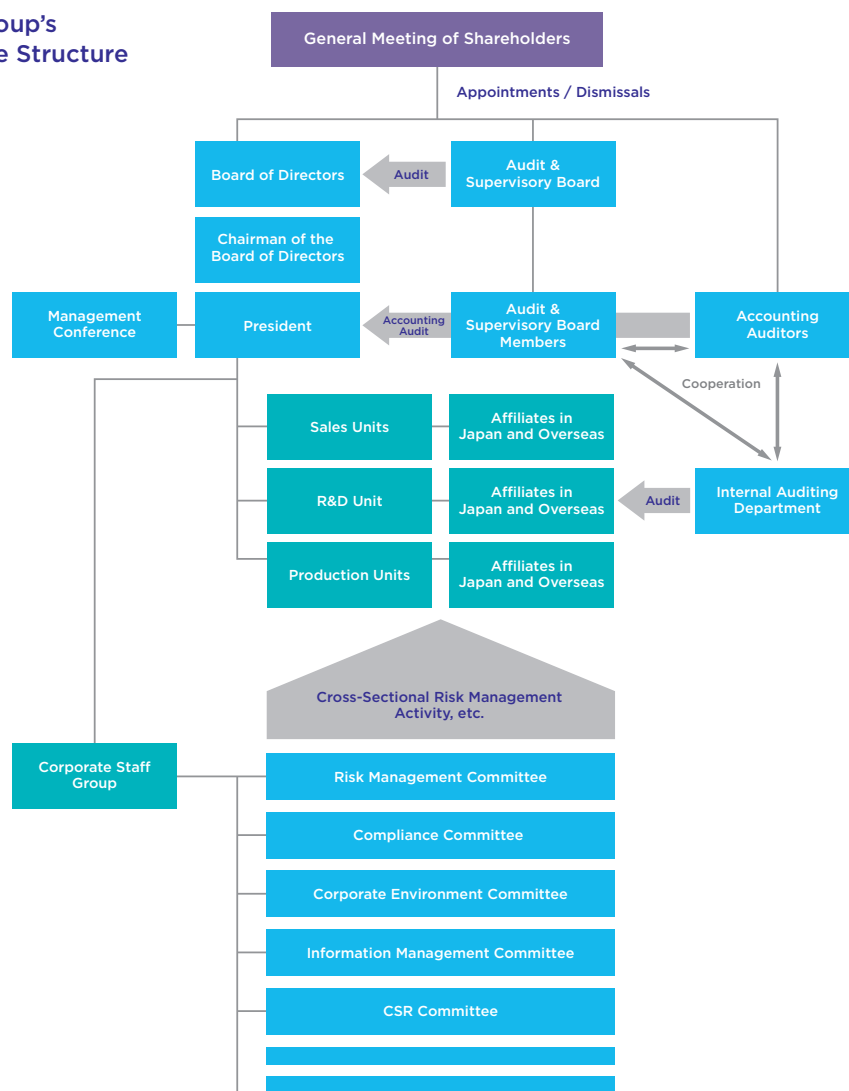 General Meeting of Shareholders
Structure
Appointments / Dismissals
Board of Directors
Audit
Audit &
Supervisory Board
Chairman of the
Board of Directors
Management
Conference
President
Accounting
Audit
Audit &
Supervisory Board
Members
Accounting
Auditors
Cooperation
Sales Units
Affiliates in
Japan and Overseas
R&D Unit
Affiliates in
Japan and Overseas
Audit
Internal Auditing
Department
Production Units
Affiliates in
Japan and Overseas
Cross-Sectional Risk Management
Activity, etc.
Corporate Staff
Group
Risk Management Committee
Compliance Committee
Corporate Environment Committee
Information Management Committee
CSR Committee